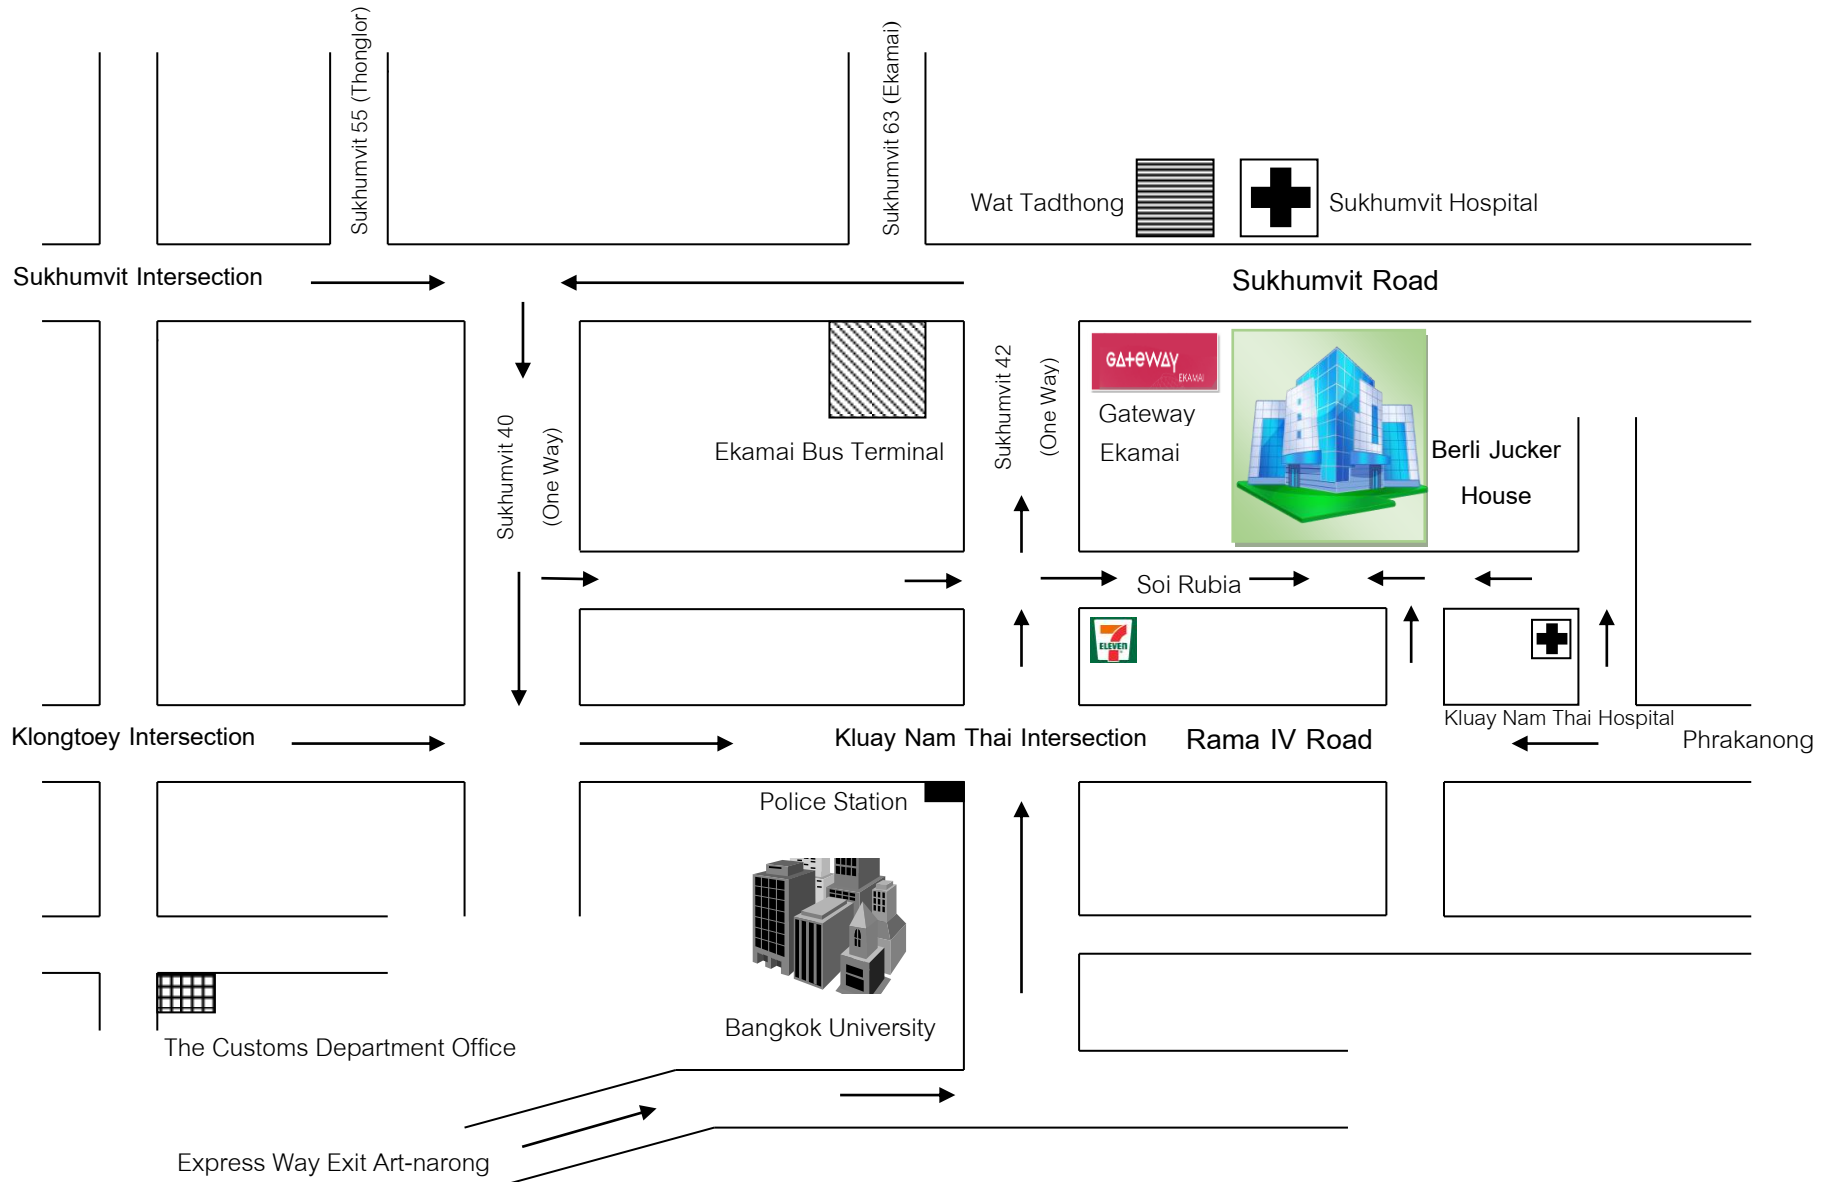 Sukhumvit 55 (Thonglor)
Sukhumvit 63 (Ekamai)
Wat Tadthong
Sukhumvit Hospital
Sukhumvit Intersection
Sukhumvit Road
Sukhumvit 40
(One Way)
Ekamai Bus Terminal
Sukhumvit 42
(One Way)
GATEWAY
EKAMAI
Gateway
Ekamai
Berli Jucker
House
Soi Rubia
7
ELEVEN
Kluay Nam Thai Hospital
Klongtoey Intersection
Kluay Nam Thai Intersection
Rama IV Road
Phrakanong
Police Station
Bangkok University
The Customs Department Office
Express Way Exit Art-narong